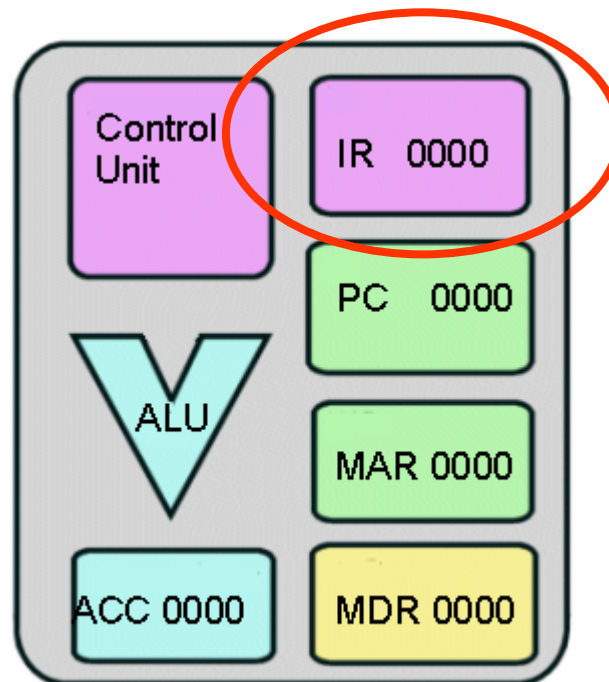 Control
Unit
IR 0000
PC 0000
ALU
MAR 0000
ACC 0000
MDR 0000